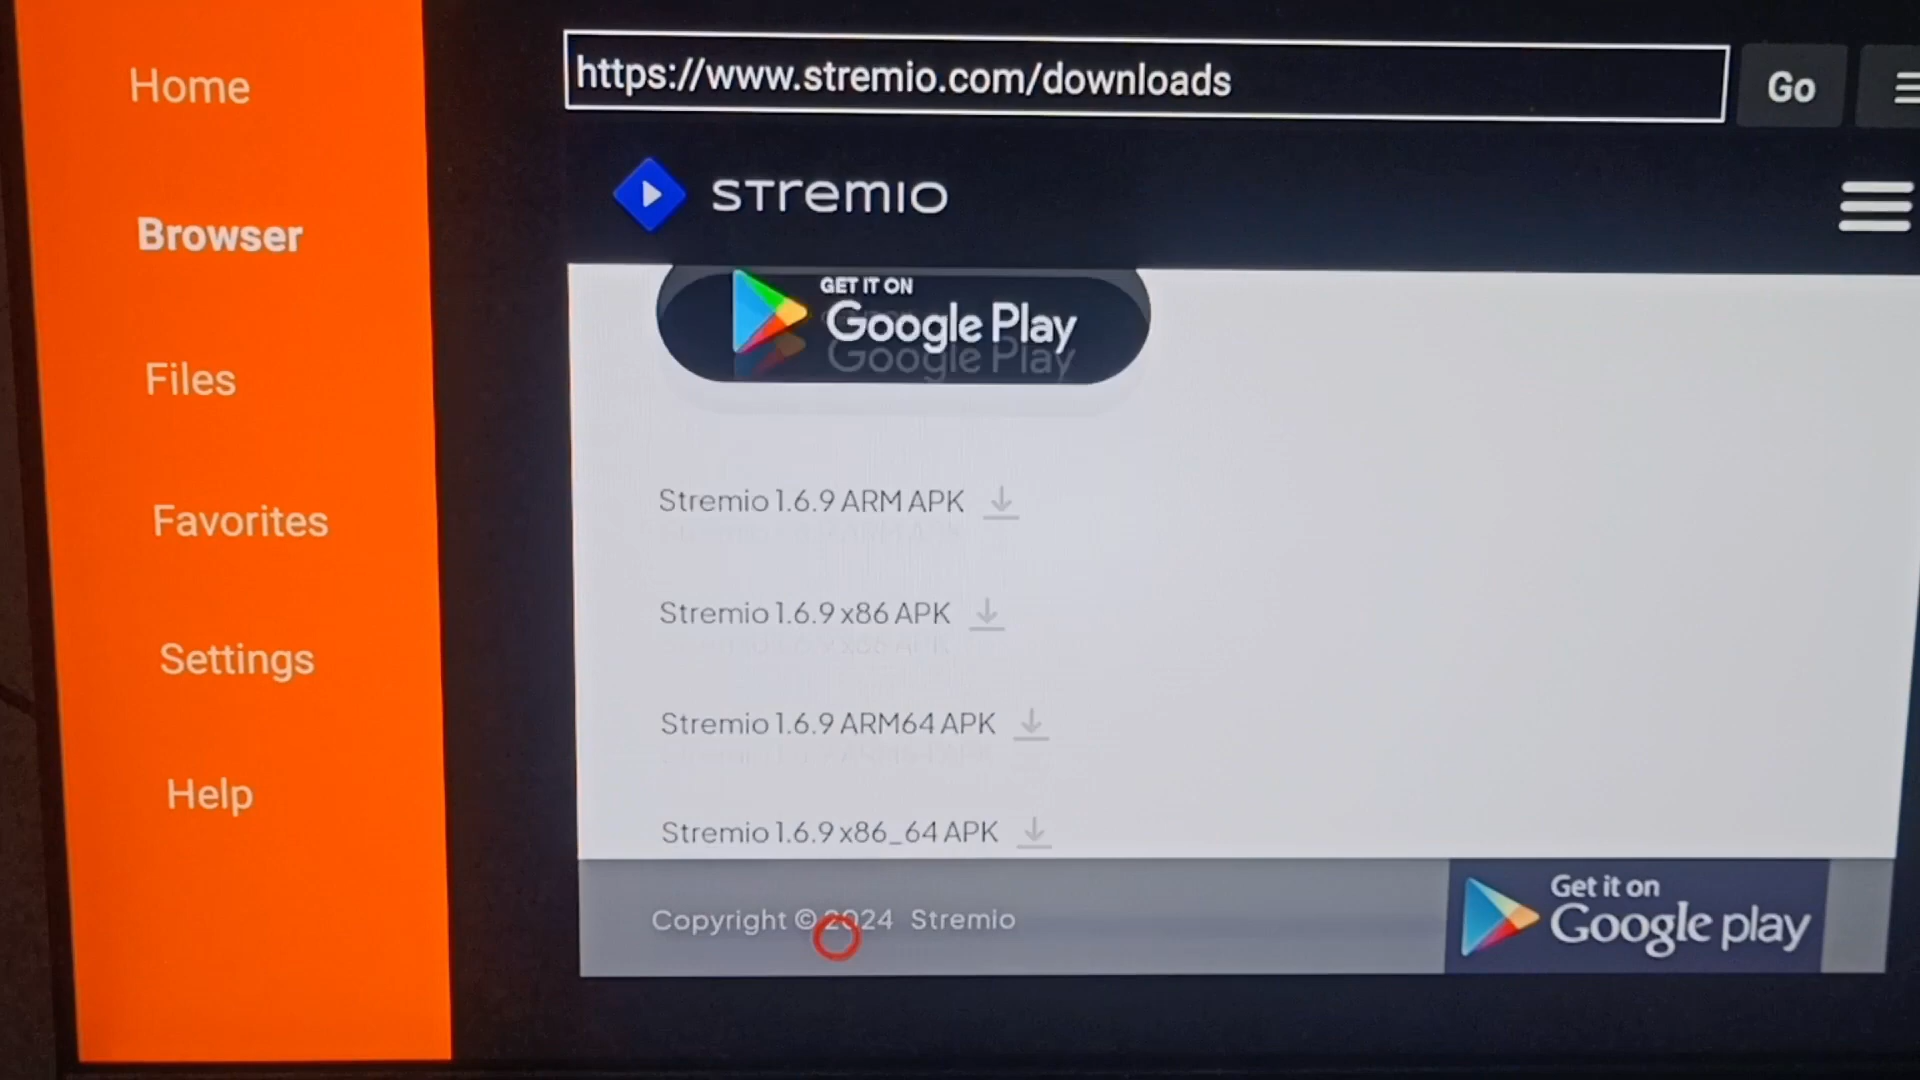 Home
Browser
Files
Favorites
Settings
Help
https://www.stremio.com/downloads
Go
stremio
GET IT ON
Google Play
Stremio 1.6.9 ARM APK
Stremio 1.6.9 x86 APK
Stremio 1.6.9 ARM64 APK
Stremio 1.6.9 x86_64 APK
Copyright © 2024 Stremio
Get it on
Google play